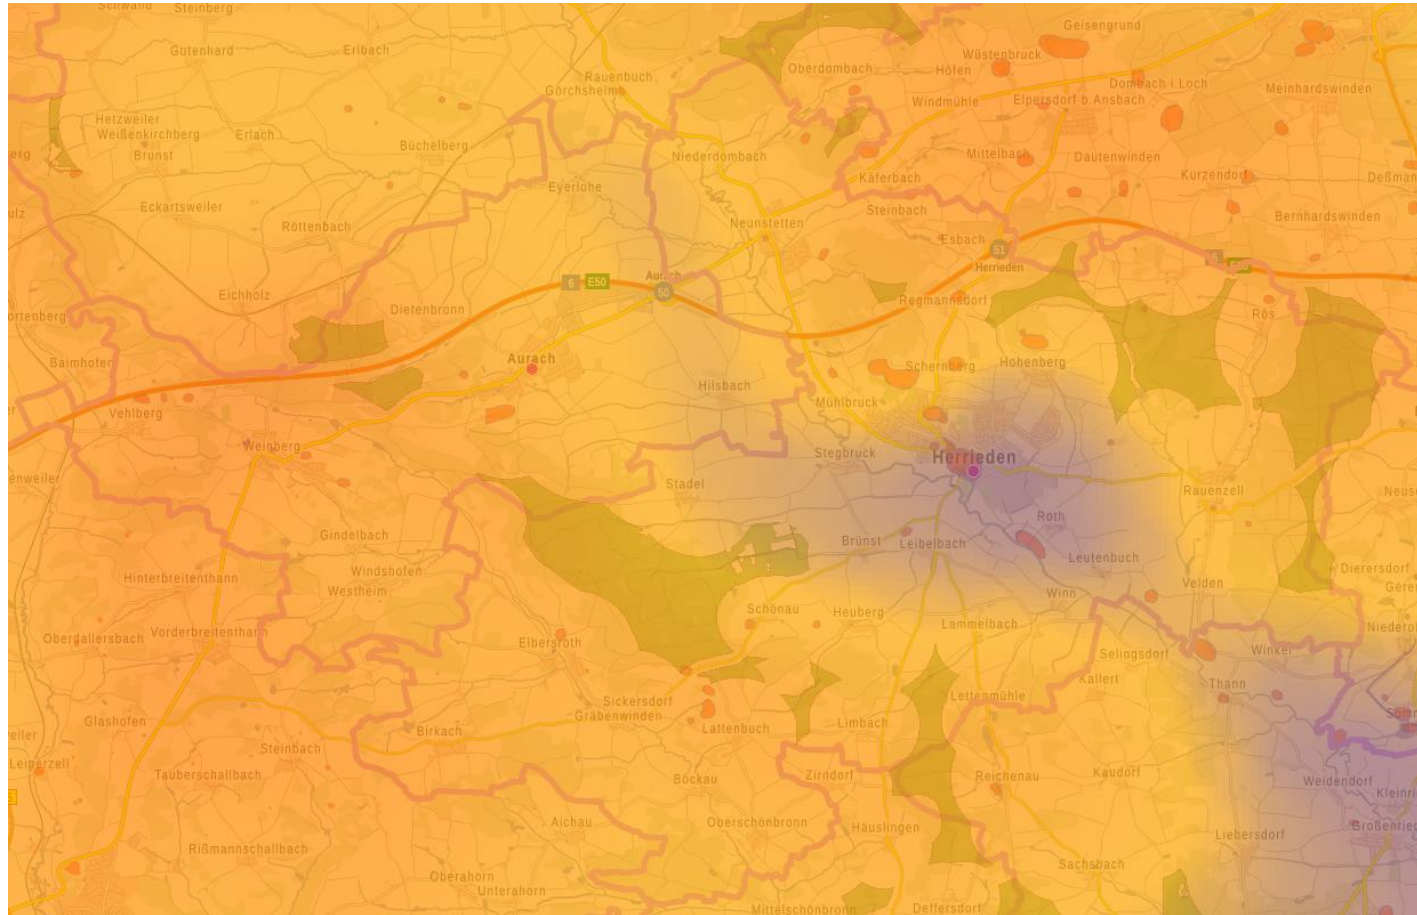 Schwand
Steinberg
Geisengrund
Gutenhard
Erlbach
Wüstenbruck
Oberdombach
Höfen
Rauenbuch
Dombach i.Loch
Görchsheim
Meinhardswinden
Windmühle
Elpersdorf b.Ansbach
Hetzweiler
Weißenkirchberg
Erlach
Brunst
Büchelberg
Niederdombach
Mittelbach
Dautenwinden
Käferbach
Kurzendorf
Eyerlohe
Eckartsweiler
Steinbach
Röttenbach
Neunstetten
Bernhardswinden
Esbach
51
Herrieden
Aurach
6
E50
50
6
E50
Eichholz
Dietenbronn
Regmannsdorf
Rös
Baimhofen
Aurach
Schernberg
Hohenberg
Hilsbach
Mühlbruck
Vehlberg
Weinberg
Stegbruck
Herrieden
Stadel
Rauenzell
Roth
Gindelbach
Brünst
Leibelbach
Leutenbuch
Windshofen
Hinterbreitenthann
Westheim
Dierersdorf
Velden
Winn
Schönau
Heuberg
Lammelbach
Oberdallersbach
Vorderbreitenthann
Elbersroth
Selingsdorf
Winkel
Kallert
Thann
Sickersdorf
Lettenmühle
Glashofen
Gräbenwinden
Birkach
Lattenbuch
Limbach
Steinbach
Leiperzell
Tauberschallbach
Böckau
Zirndorf
Reichenau
Kaudorf
Weidendorf
Aichau
Oberschönbronn
Häuslingen
Liebersdorf
Rißmannschallbach
Sachsbach
Oberahorn
Unterahorn
Mittelschönbronn
Deffersdorf